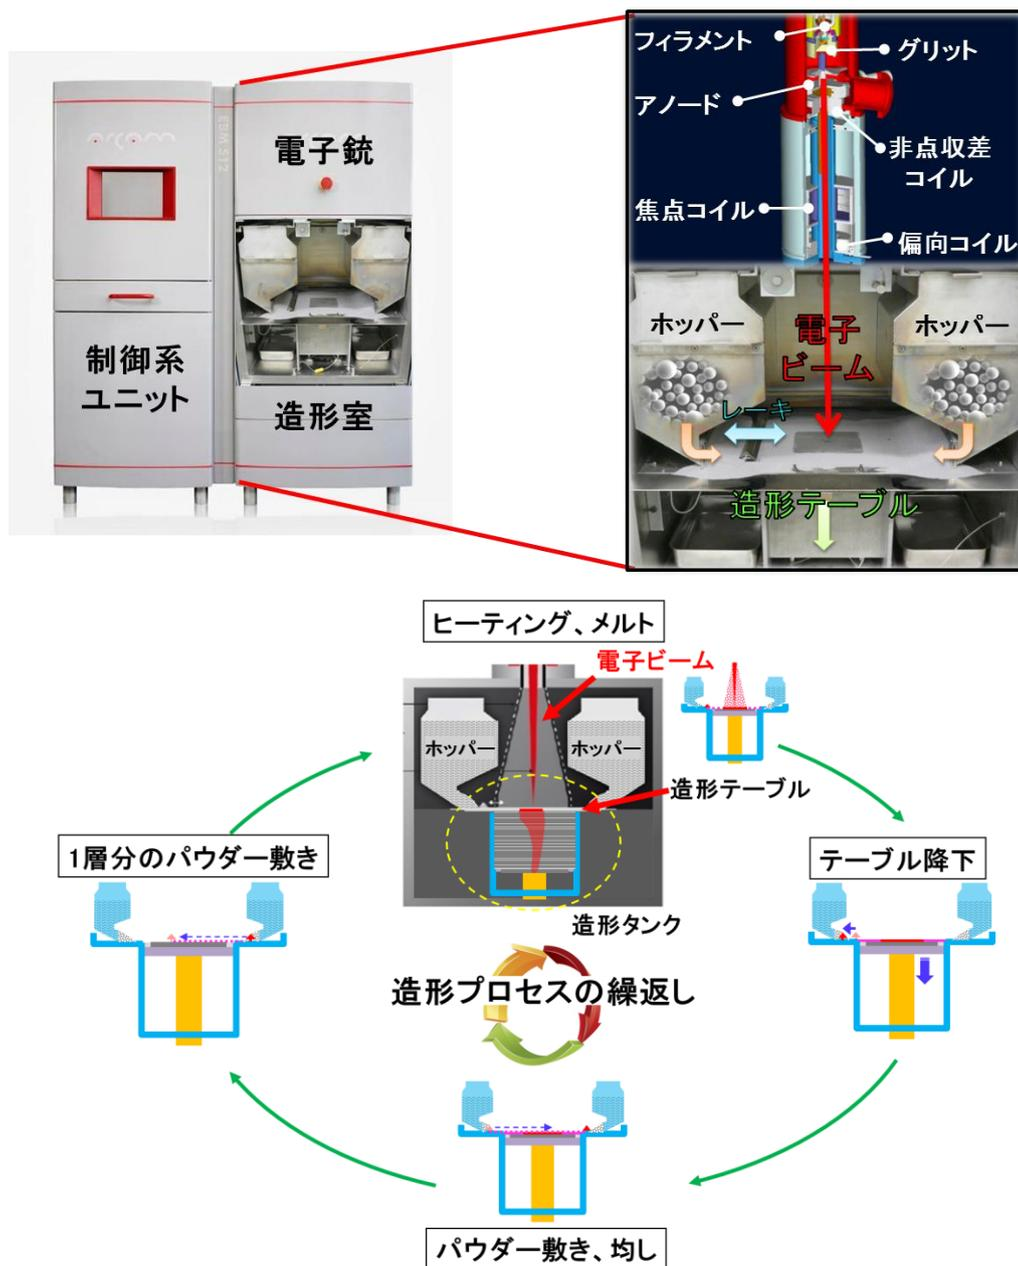 arcam
EBM S12
電子銃
制御系
ユニット
造形室
フィラメント
グリット
アノード
非点収差
コイル
焦点コイル
偏向コイル
ホッパー
電子
ビーム
ホッパー
レーキ
造形テーブル
ヒーティング、メルト
電子ビーム
ホッパー
ホッパー
造形テーブル
1層分のパウダー敷き
テーブル降下
造形タンク
造形プロセスの繰返し
パウダー敷き、均し